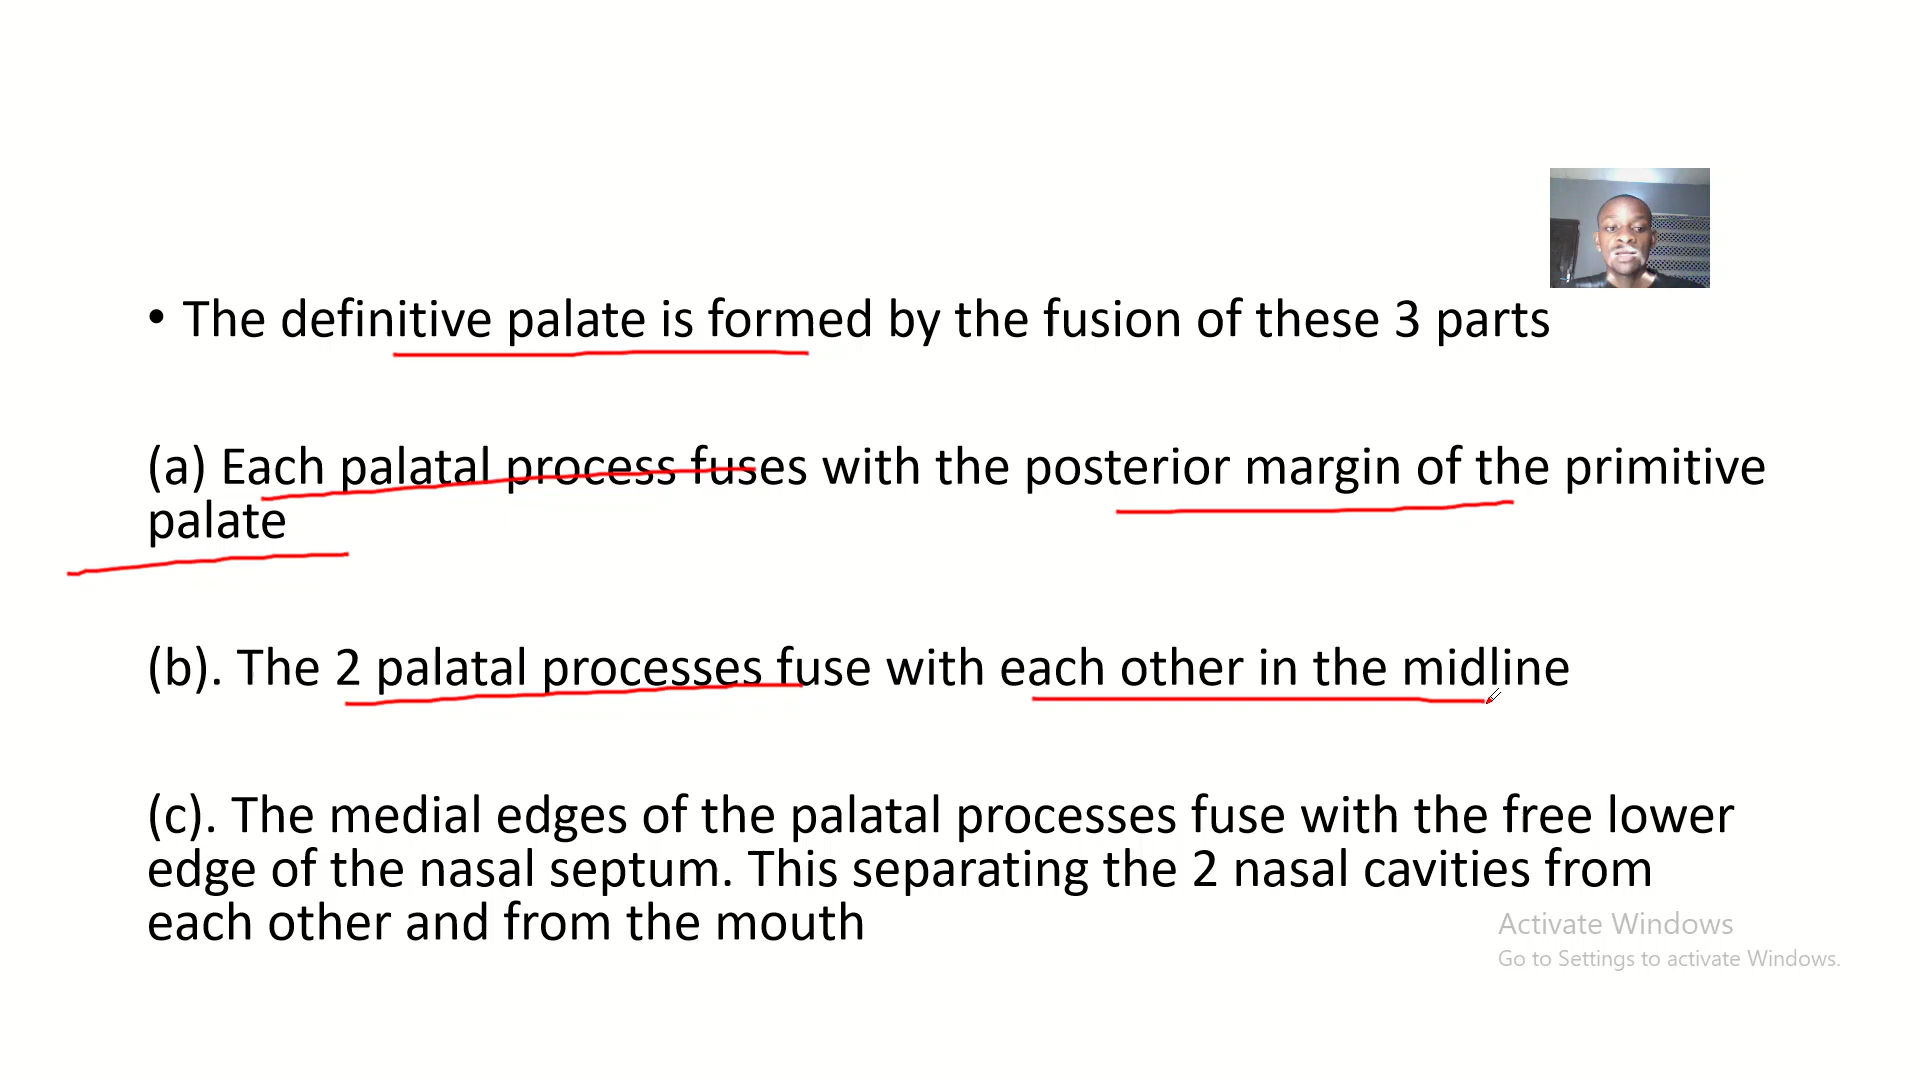 • The definitive palate is formed by the fusion of these 3 parts
(a) Each palatal process fuses with the posterior margin of the primitive
palate
(b). The 2 palatal processes fuse with each other in the midline
(c). The medial edges of the palatal processes fuse with the free lower
edge of the nasal septum. This separating the 2 nasal cavities from
each other and from the mouth
Activate Windows
Go to Settings to activate Windows.